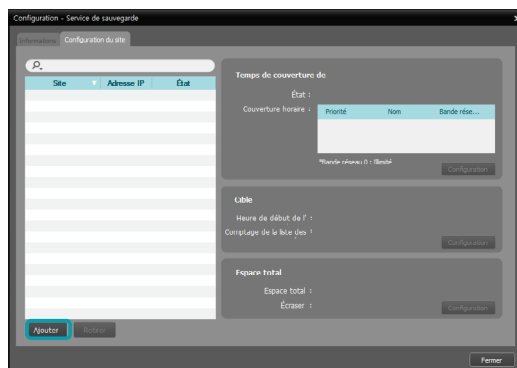 Configuration - Service de sauvegarde
Informations
Configuration du site
Site
Adresse IP
État
Temps de couverture de
État :
Couverture horaire :
Priorité
Nom
Bande rése...
*Bande réseau 0 : Illimité
Configuration
Cible
Heure de début de l' :
Comptage de la liste des :
Configuration
Espace total
Espace total :
Écraser :
Configuration
Ajouter
Retirer
Fermer